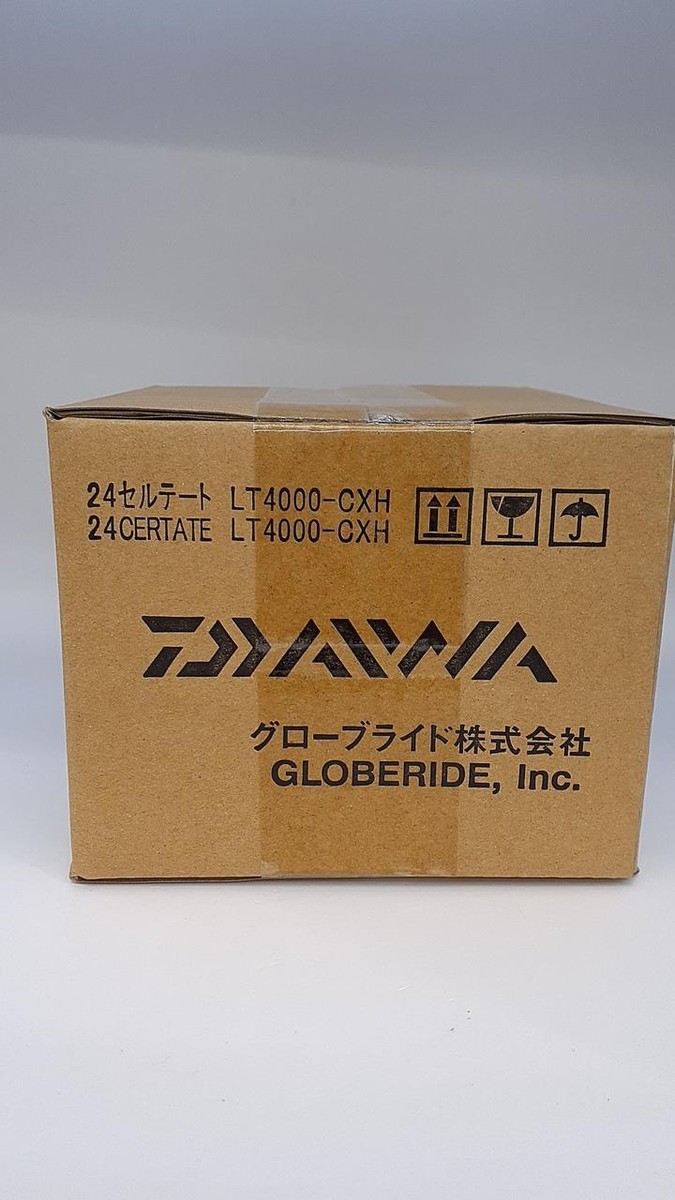 24セルテート LT4000-CXH
24CERTATE LT4000-CXH
DAIWA
グローブライド株式会社
GLOBERIDE, Inc.